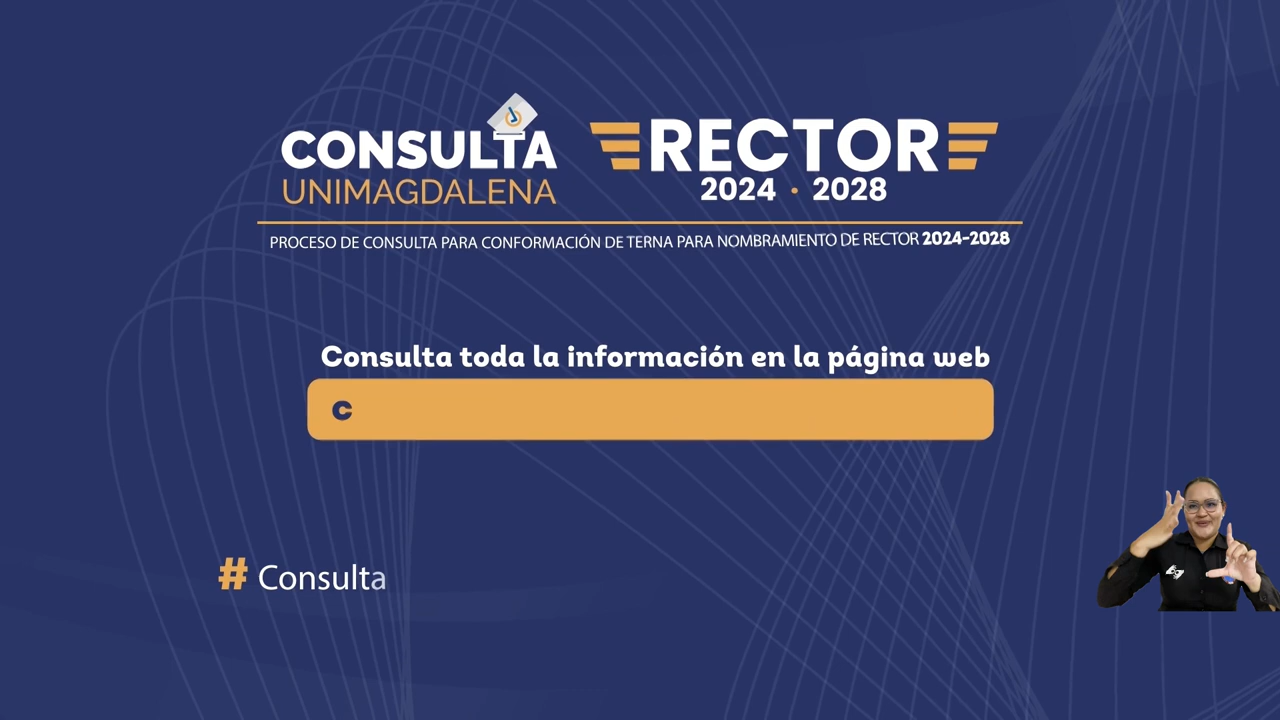 CONSULTA
UNIMAGDALENA
RECTOR
2024 · 2028
PROCESO DE CONSULTA PARA CONFORMACIÓN DE TERNA PARA NOMBRAMIENTO DE RECTOR 2024-2028
Consulta toda la información en la página web
C
# Consulta